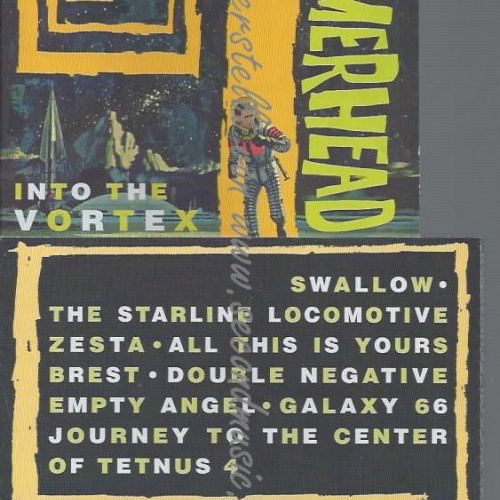 MERHEAD
INTO THE
VORTEX
SWALLOW •
THE STARLINE LOCOMOTIVE
ZESTA • ALL THIS IS YOURS
BREST • DOUBLE NEGATIVE
EMPTY ANGEL • GALAXY 66
JOURNEY TO THE CENTER
OF TETNUS 4